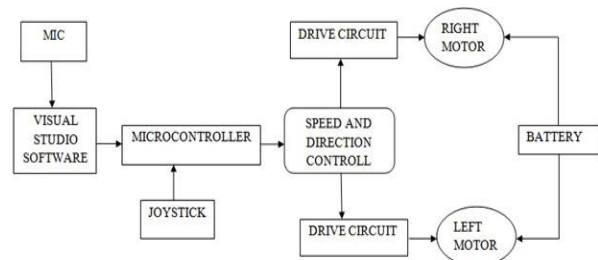 MIC
VISUAL
STUDIO
SOFTWARE
MICROCONTROLLER
JOYSTICK
SPEED AND
DIRECTION
CONTROLL
DRIVE CIRCUIT
RIGHT
MOTOR
BATTERY
DRIVE CIRCUIT
LEFT
MOTOR